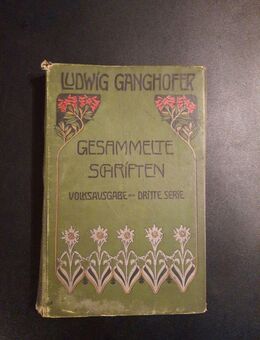 LUDWIG GANGHOFER
GESAMMELTE
SCHRIFTEN
VOLKSAUSGABE – DRITTE SERIE